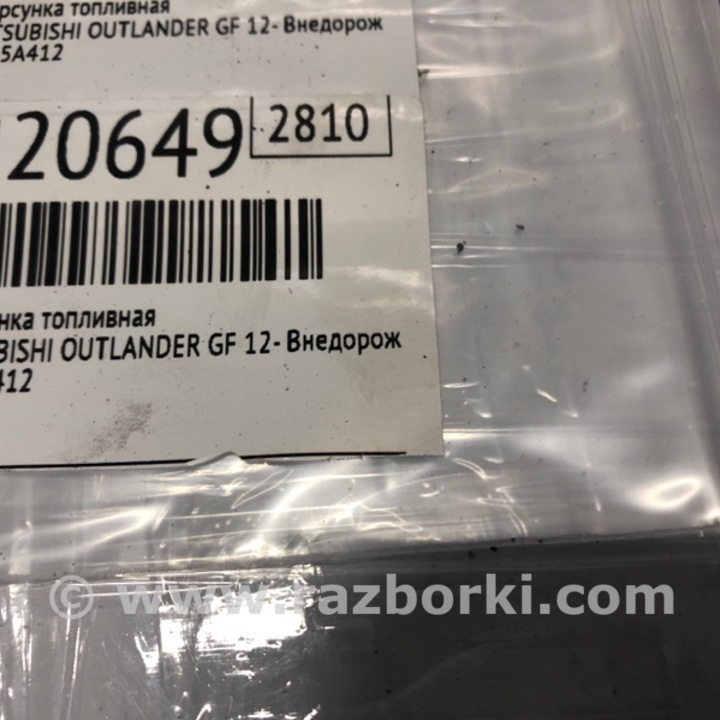 рсунка топливная
TSUBISHI OUTLANDER GF 12- Внедорож
5A412
20649 2810
нка топливная
BISHI OUTLANDER GF 12- Внедорож
412
© www.razborki.com